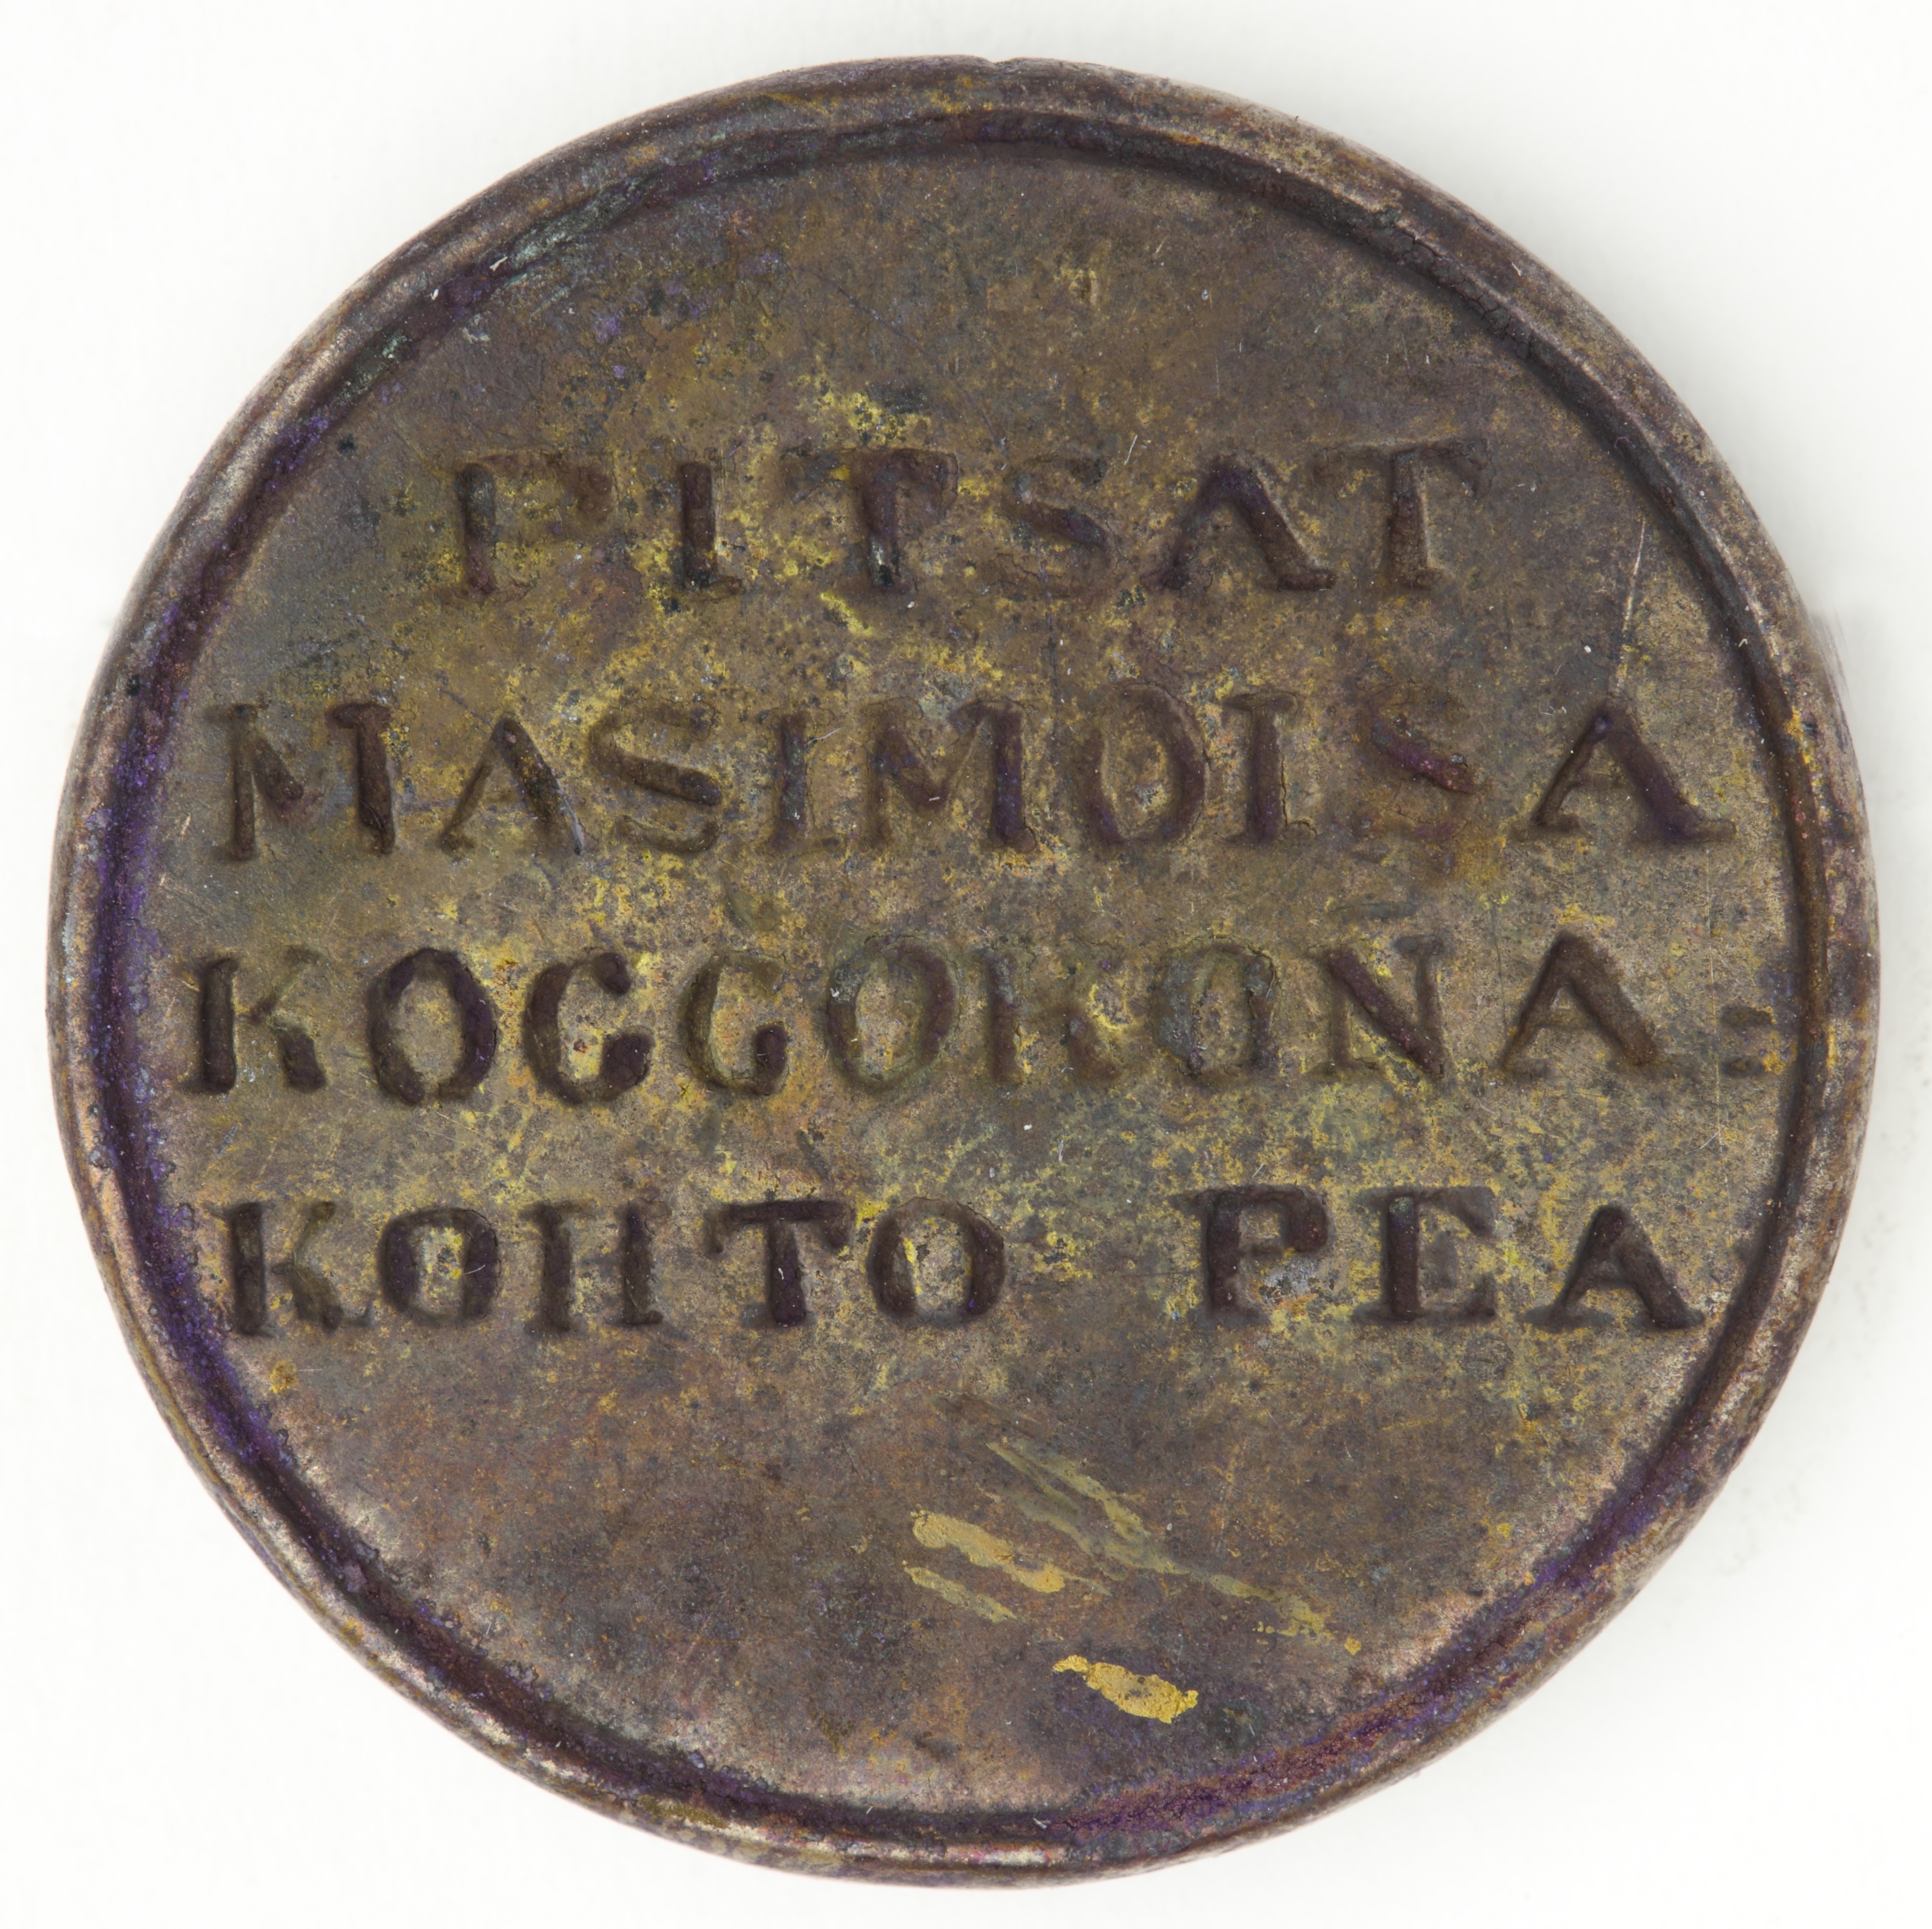 PITSAT
MASIMOISA
KOGGOKONA:
KOHTO PEA